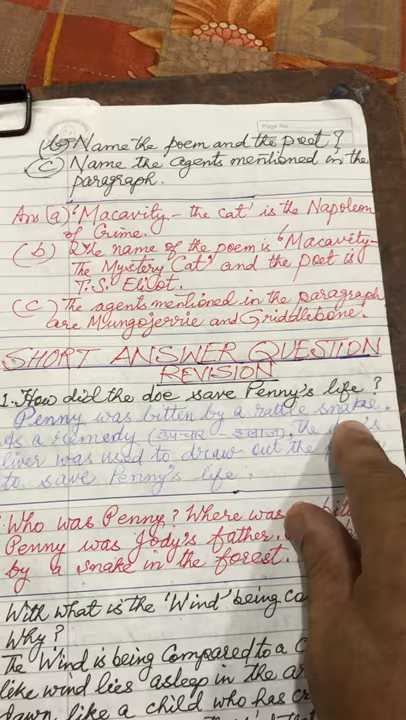 Page No.
(b) Name the poem and the poet?
(c) Name the agents mentioned in the
paragraph.
Ans (a) 'Macavity - the cat' is the Napoleon
of Crime.
(b) The name of the poem is 'Macavity-
The Mystery Cat' and the poet is
T.S. Eliot.
(c) The agents mentioned in the paragraph
are Mungojerrie and Griddlebone.
SHORT ANSWER QUESTION
REVISION
1. How did the doe save Penny's life?
Penny was bitten by a rattle snake.
As a remedy (उपचार - इलाज), The
liver was used to draw out the
to save Penny's life.
Who was Penny? Where was
Penny was Jody's father.
by a snake in the forest.
With what is the 'Wind' being
Why?
The Wind is being compared to a
like wind lies asleep in the
dawn like a child who has